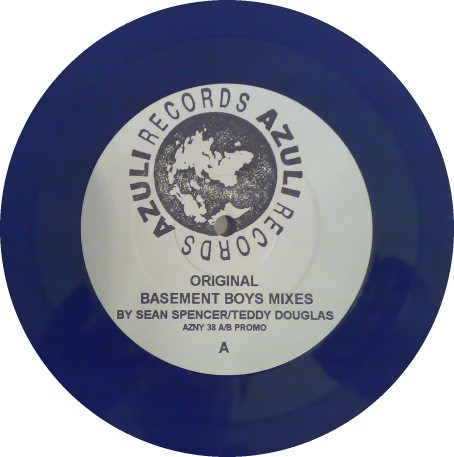 AZULI RECORDS AZULI RECORDS
ORIGINAL
BASEMENT BOYS MIXES
BY SEAN SPENCER/TEDDY DOUGLAS
AZNY 38 A/B PROMO
A